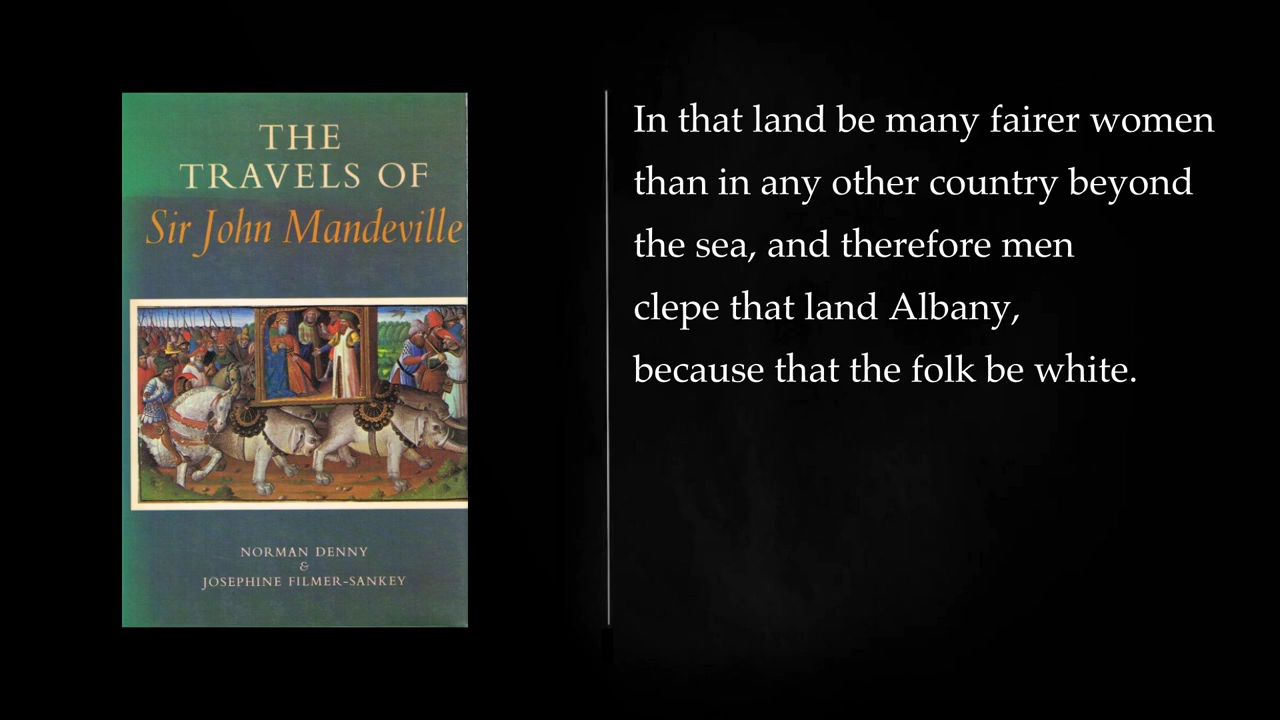 THE
TRAVELS OF
Sir John Mandeville
NORMAN DENNY
&
JOSEPHINE FILMER-SANKEY
In that land be many fairer women
than in any other country beyond
the sea, and therefore men
clepe that land Albany,
because that the folk be white.